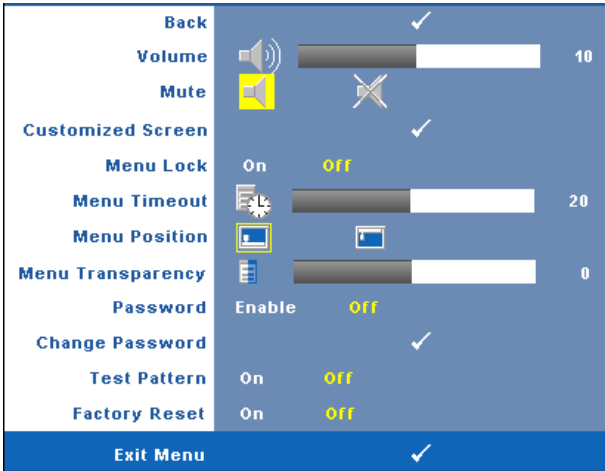 Back
Volume 10
Mute
Customized Screen
Menu Lock On Off
Menu Timeout 20
Menu Position
Menu Transparency 0
Password Enable Off
Change Password
Test Pattern On Off
Factory Reset On Off
Exit Menu